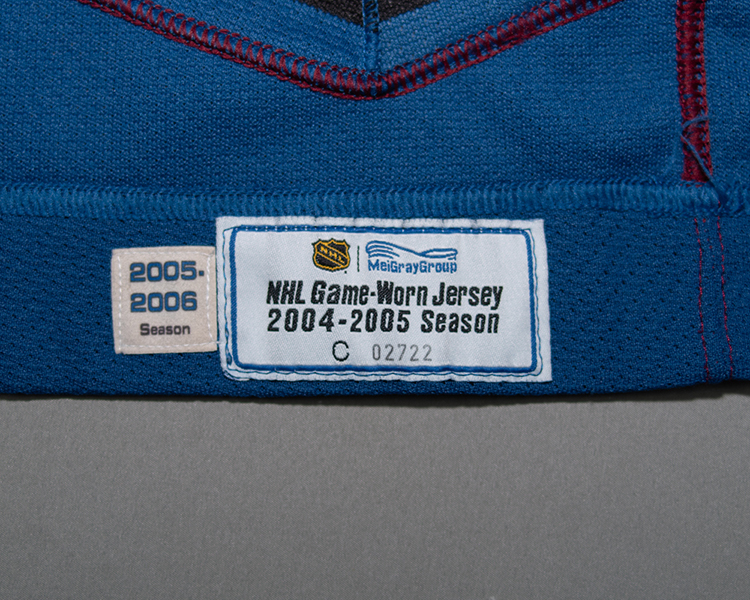 2005-
2006
Season
NHL
MeiGrayGroup
NHL Game-Worn Jersey
2004-2005 Season
C 02722